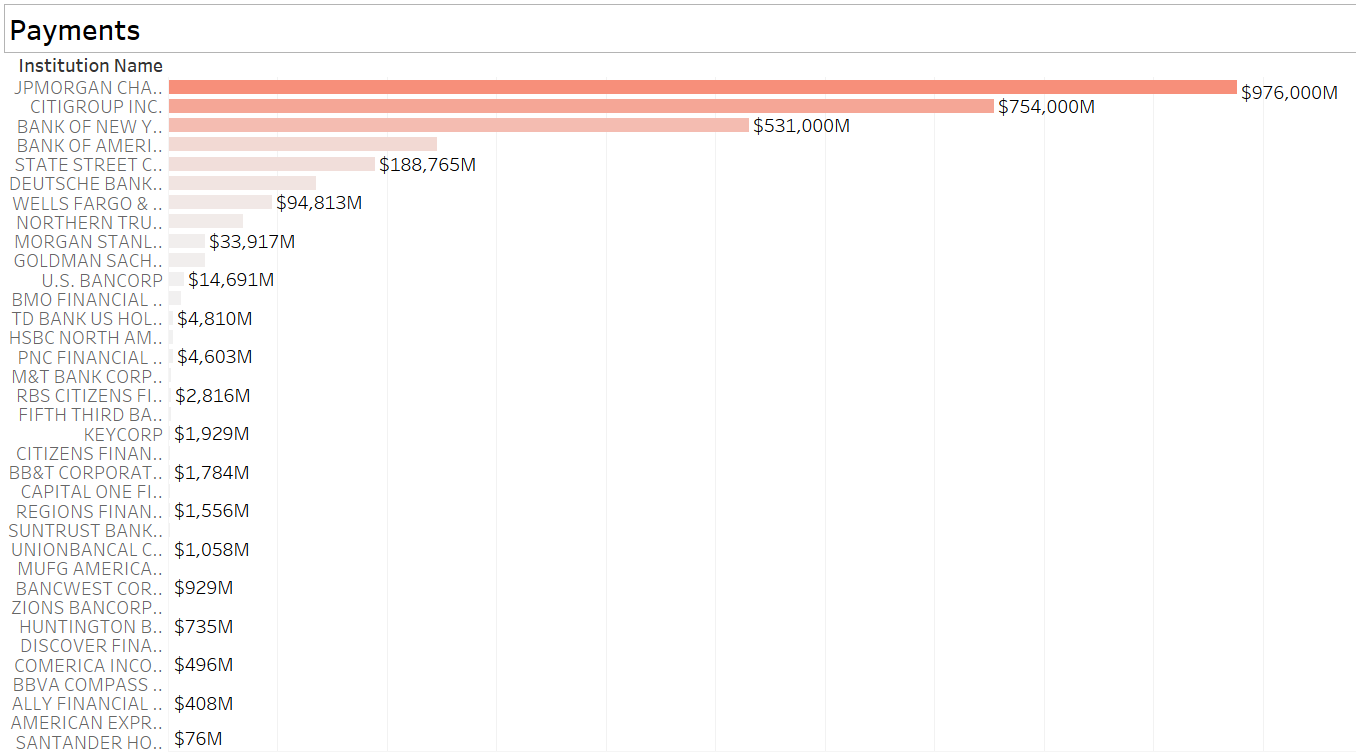 Payments
Institution Name
JPMORGAN CHA.. $976,000M
CITIGROUP INC. $754,000M
BANK OF NEW Y.. $531,000M
BANK OF AMERI..
STATE STREET C.. $188,765M
DEUTSCHE BANK..
WELLS FARGO & .. $94,813M
NORTHERN TRU..
MORGAN STANL.. $33,917M
GOLDMAN SACH..
U.S. BANCORP $14,691M
BMO FINANCIAL ..
TD BANK US HOL.. $4,810M
HSBC NORTH AM..
PNC FINANCIAL .. $4,603M
M&T BANK CORP..
RBS CITIZENS FI.. $2,816M
FIFTH THIRD BA..
KEYCORP $1,929M
CITIZENS FINAN..
BB&T CORPORAT.. $1,784M
CAPITAL ONE FI..
REGIONS FINAN.. $1,556M
SUNTRUST BANK..
UNIONBANCAL C.. $1,058M
MUFG AMERICA..
BANCWEST COR.. $929M
ZIONS BANCORP..
HUNTINGTON B.. $735M
DISCOVER FINA..
COMERICA INCO.. $496M
BBVA COMPASS ..
ALLY FINANCIAL .. $408M
AMERICAN EXPR..
SANTANDER HO.. $76M